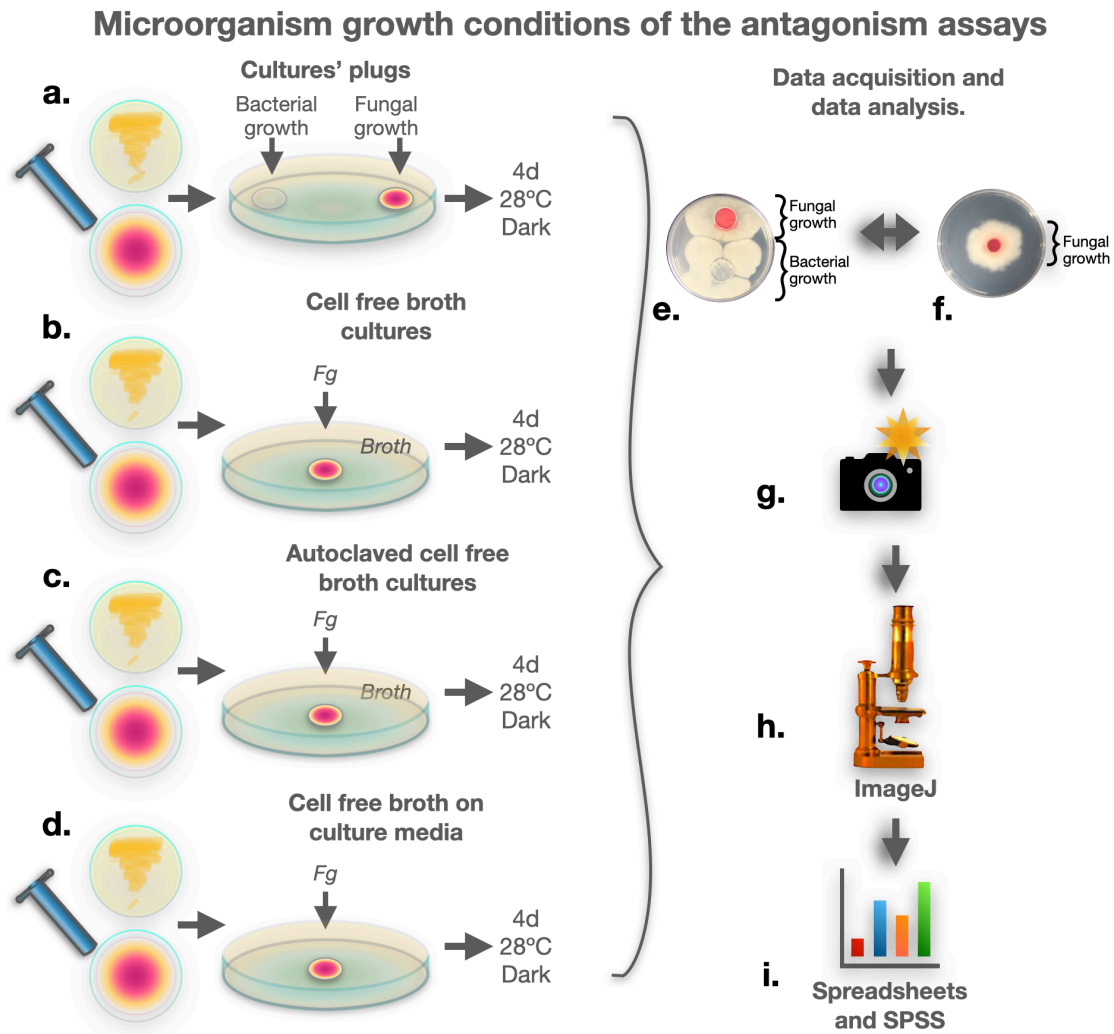 Microorganism growth conditions of the antagonism assays
a.
Cultures’ plugs
Bacterial
growth
Fungal
growth
4d
28ºC
Dark
b.
Cell free broth
cultures
Fg
Broth
4d
28ºC
Dark
c.
Autoclaved cell free
broth cultures
Fg
Broth
4d
28ºC
Dark
d.
Cell free broth on
culture media
Fg
4d
28ºC
Dark
Data acquisition and
data analysis.
Fungal
growth
Bacterial
growth
e.
Fungal
growth
f.
g.
h.
ImageJ
i.
Spreadsheets
and SPSS